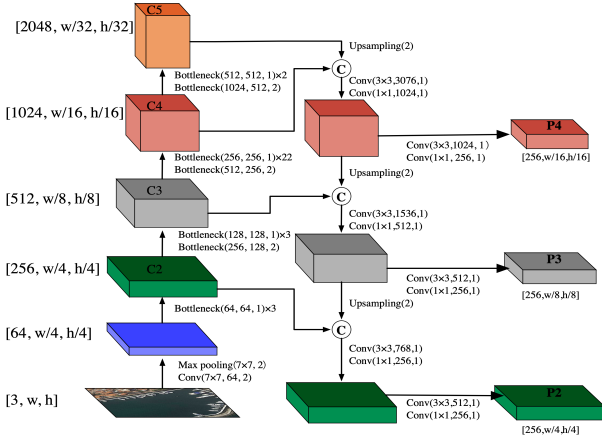 [2048, w/32, h/32]
C5
Upsampling(2)
C
Bottleneck(512, 512, 1)×2
Bottleneck(1024, 512, 2)
Conv(3×3,3076,1)
Conv(1×1,1024,1)
[1024, w/16, h/16]
C4
P4
Conv(3×3,1024, 1)
Conv(1×1, 256, 1)
[256,w/16,h/16]
Bottleneck(256, 256, 1)×22
Bottleneck(512, 256, 2)
Upsampling(2)
C
[512, w/8, h/8]
C3
Conv(3×3,1536,1)
Conv(1×1,512,1)
Bottleneck(128, 128, 1)×3
Bottleneck(256, 128, 2)
[256, w/4, h/4]
C2
P3
Conv(3×3,512,1)
Conv(1×1,256,1)
[256,w/8,h/8]
Bottleneck(64, 64, 1)×3
Upsampling(2)
C
[64, w/4, h/4]
Conv(3×3,768,1)
Conv(1×1,256,1)
Max pooling(7×7, 2)
Conv(7×7, 64, 2)
[3, w, h]
P2
Conv(3×3,512,1)
Conv(1×1,256,1)
[256,w/4,h/4]